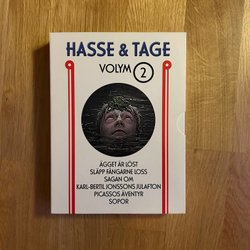 HASSE & TAGE
VOLYM 2
ÄGGET ÄR LÖST
SLÄPP FÅNGARNE LOSS
SAGAN OM
KARL-BERTIL JONSSONS JULAFTON
PICASSOS ÄVENTYR
SOPOR